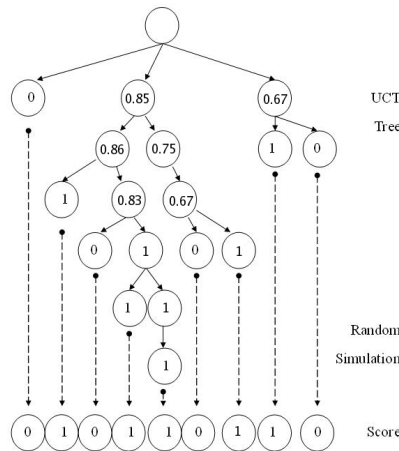 0 0.85 0.67 UCT
Tree
0.86 0.75 1 0
1 0.83 0.67
0 1 0 1
1 1
Random
1 Simulation
0 1 0 1 1 0 1 1 0 Score